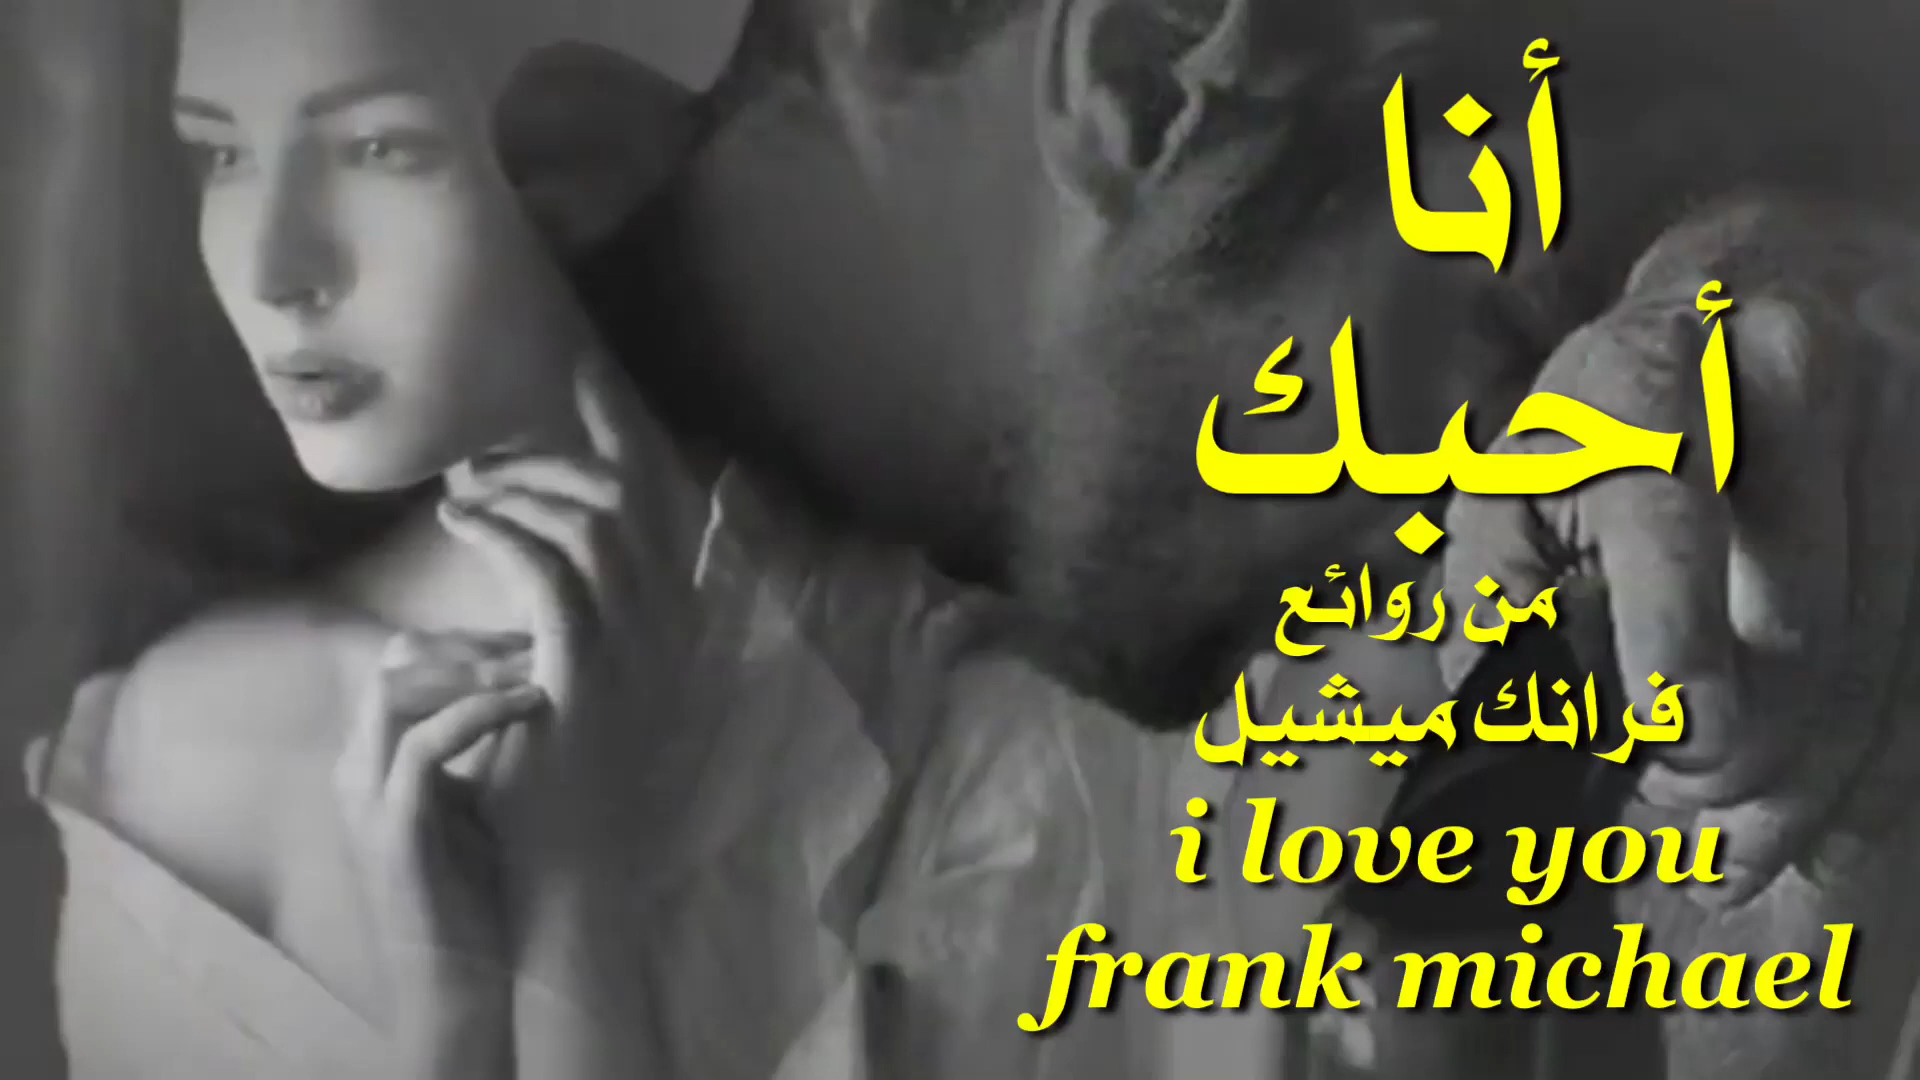 أنا
أحبك
من روائع
فرانك ميشيل
i love you
frank michael